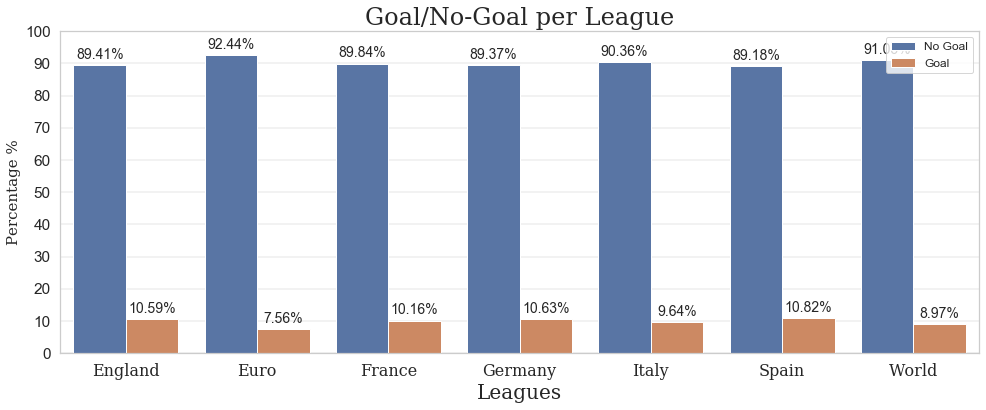 Goal/No-Goal per League
Percentage %
100
90
80
70
60
50
40
30
20
10
0
89.41%
10.59%
92.44%
7.56%
89.84%
10.16%
89.37%
10.63%
90.36%
9.64%
89.18%
10.82%
8.97%
No Goal
Goal
England
Euro
France
Germany
Italy
Spain
World
Leagues